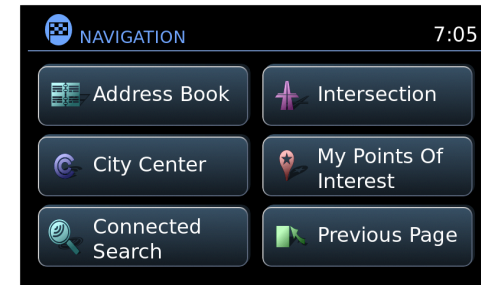 NAVIGATION
7:05
Address Book
Intersection
City Center
My Points Of
Interest
Connected
Search
Previous Page